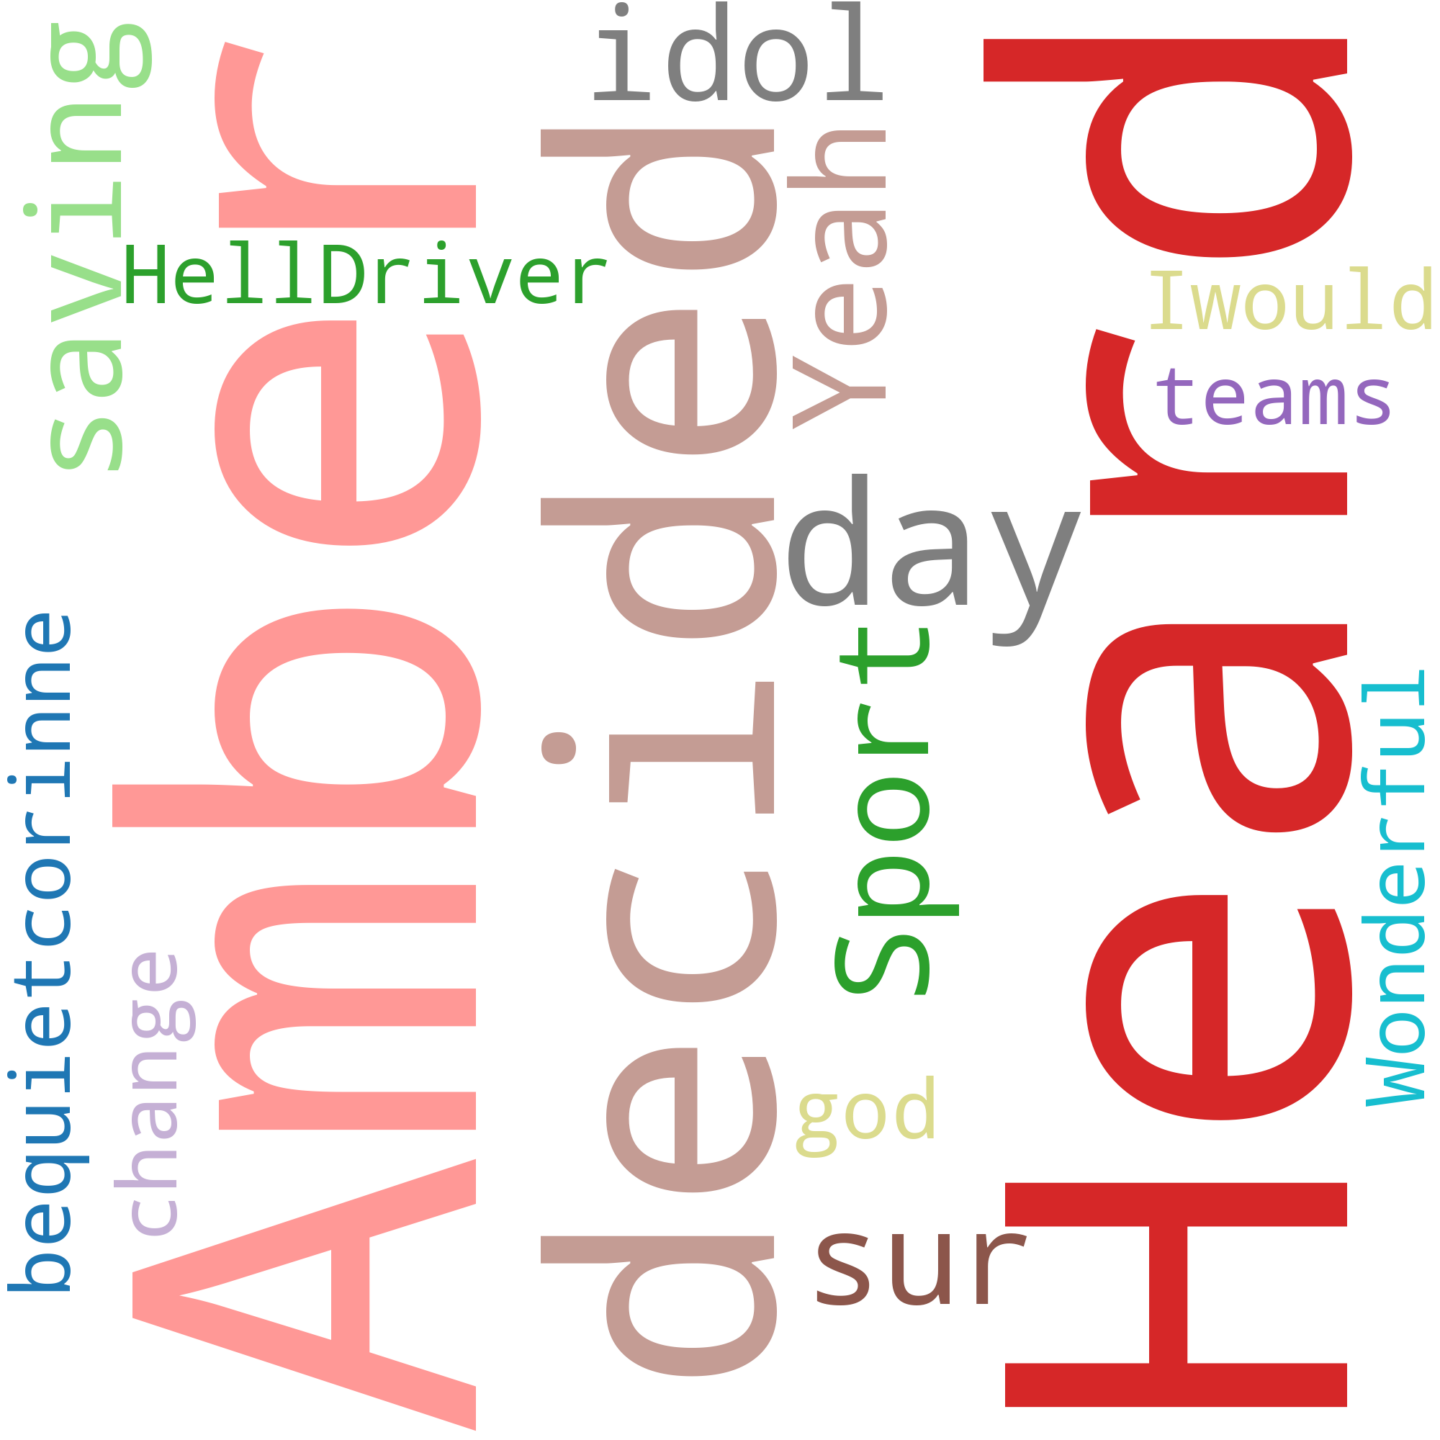 saving
Amber
HellDriver
bequietcorinne
change
idol
decided
Yeah
day
Sport
god
sur
Heard
Iwould
teams
Wonderful